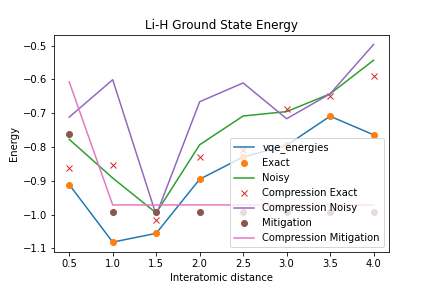 Li-H Ground State Energy
Energy
−0.5
−0.6
−0.7
−0.8
−0.9
−1.0
−1.1
vqe_energies
Exact
Noisy
Compression Exact
Compression Noisy
Mitigation
Compression Mitigation
0.5 1.0 1.5 2.0 2.5 3.0 3.5 4.0
Interatomic distance